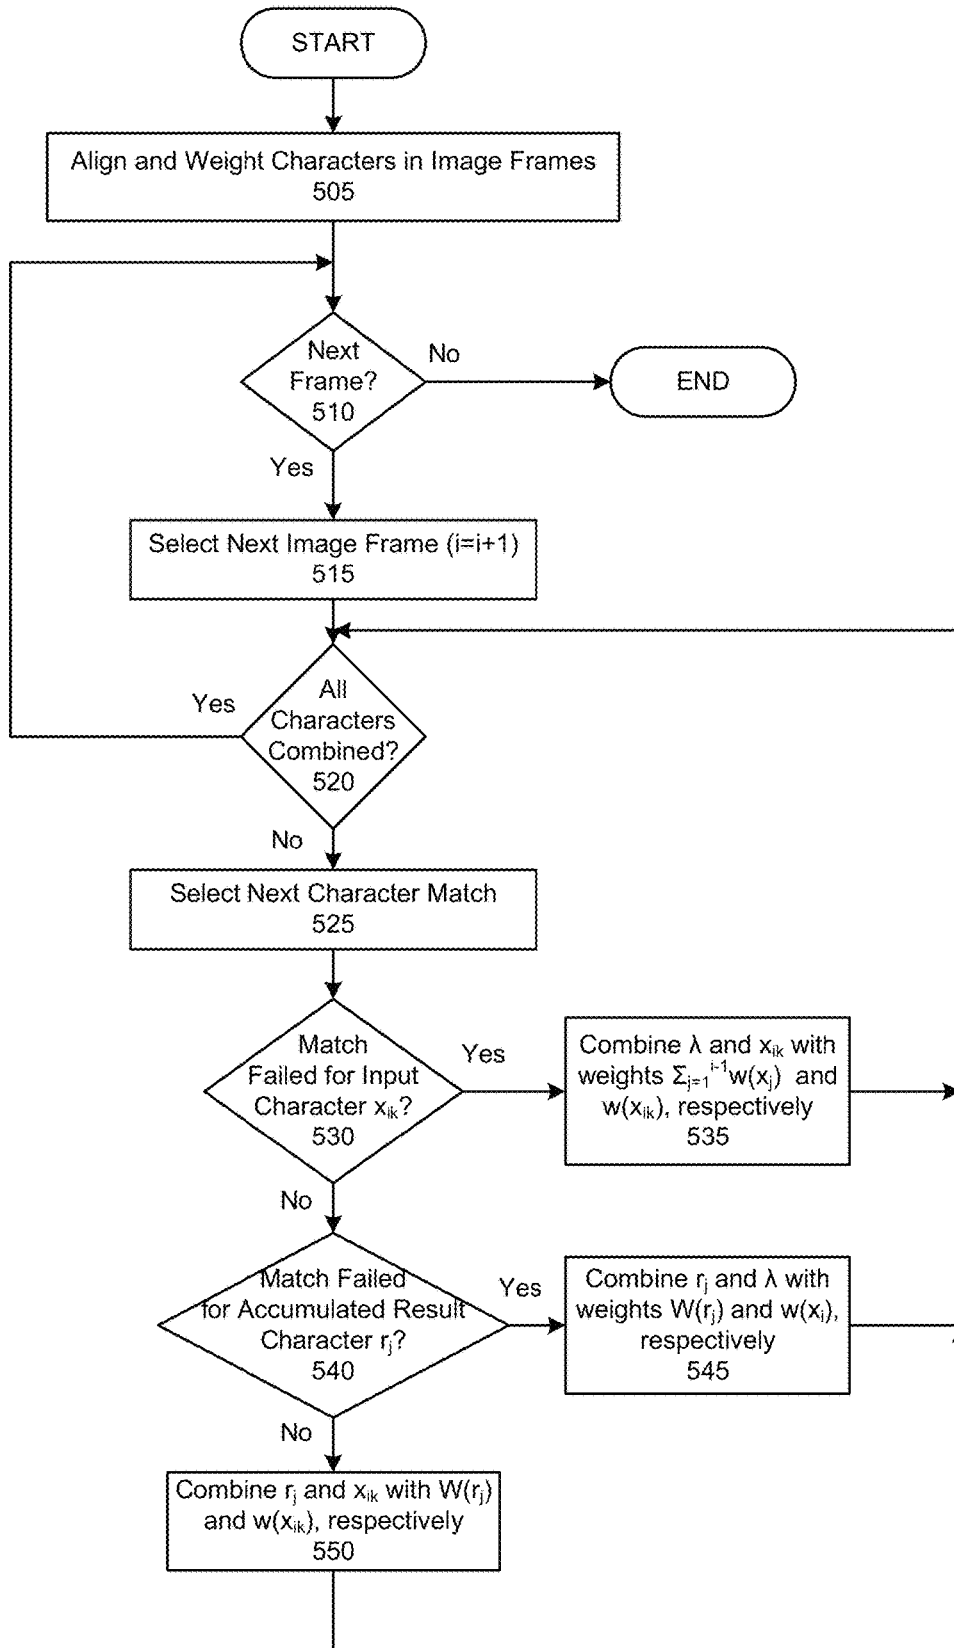 START
Align and Weight Characters in Image Frames
505
Next
Frame?
510
No
END
Yes
Select Next Image Frame (i=i+1)
515
Yes
All
Characters
Combined?
520
No
Select Next Character Match
525
Match
Failed for Input
Character xik?
530
Yes
Combine λ and xik with
weights Σj=1i-1w(xj) and
w(xik), respectively
535
No
Match Failed
for Accumulated Result
Character rj?
540
Yes
Combine rj and λ with
weights W(rj) and w(xi),
respectively
545
No
Combine rj and xik with W(rj)
and w(xik), respectively
550